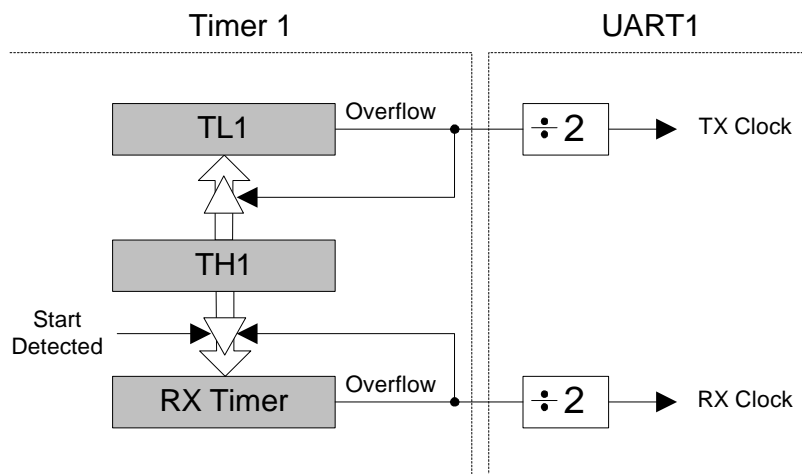 Timer 1
UART1
TL1
Overflow
÷ 2
TX Clock
TH1
Start
Detected
RX Timer
Overflow
÷ 2
RX Clock